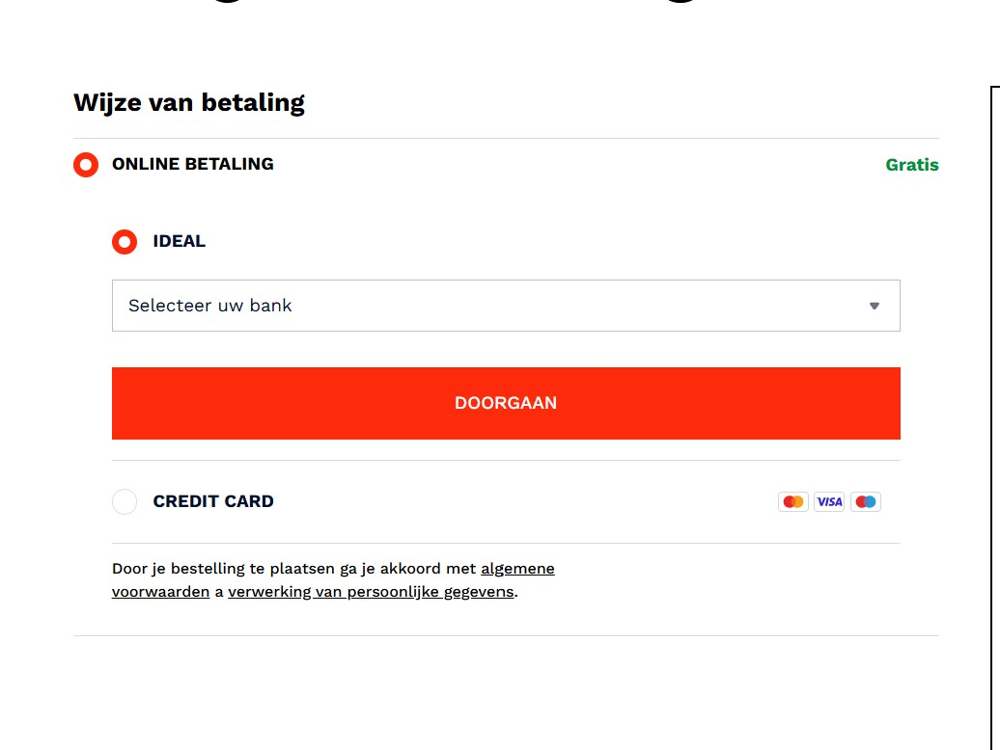 Wijze van betaling
ONLINE BETALING Gratis
IDEAL
Selecteer uw bank
DOORGAAN
CREDIT CARD VISA
Door je bestelling te plaatsen ga je akkoord met algemene
voorwaarden a verwerking van persoonlijke gegevens.